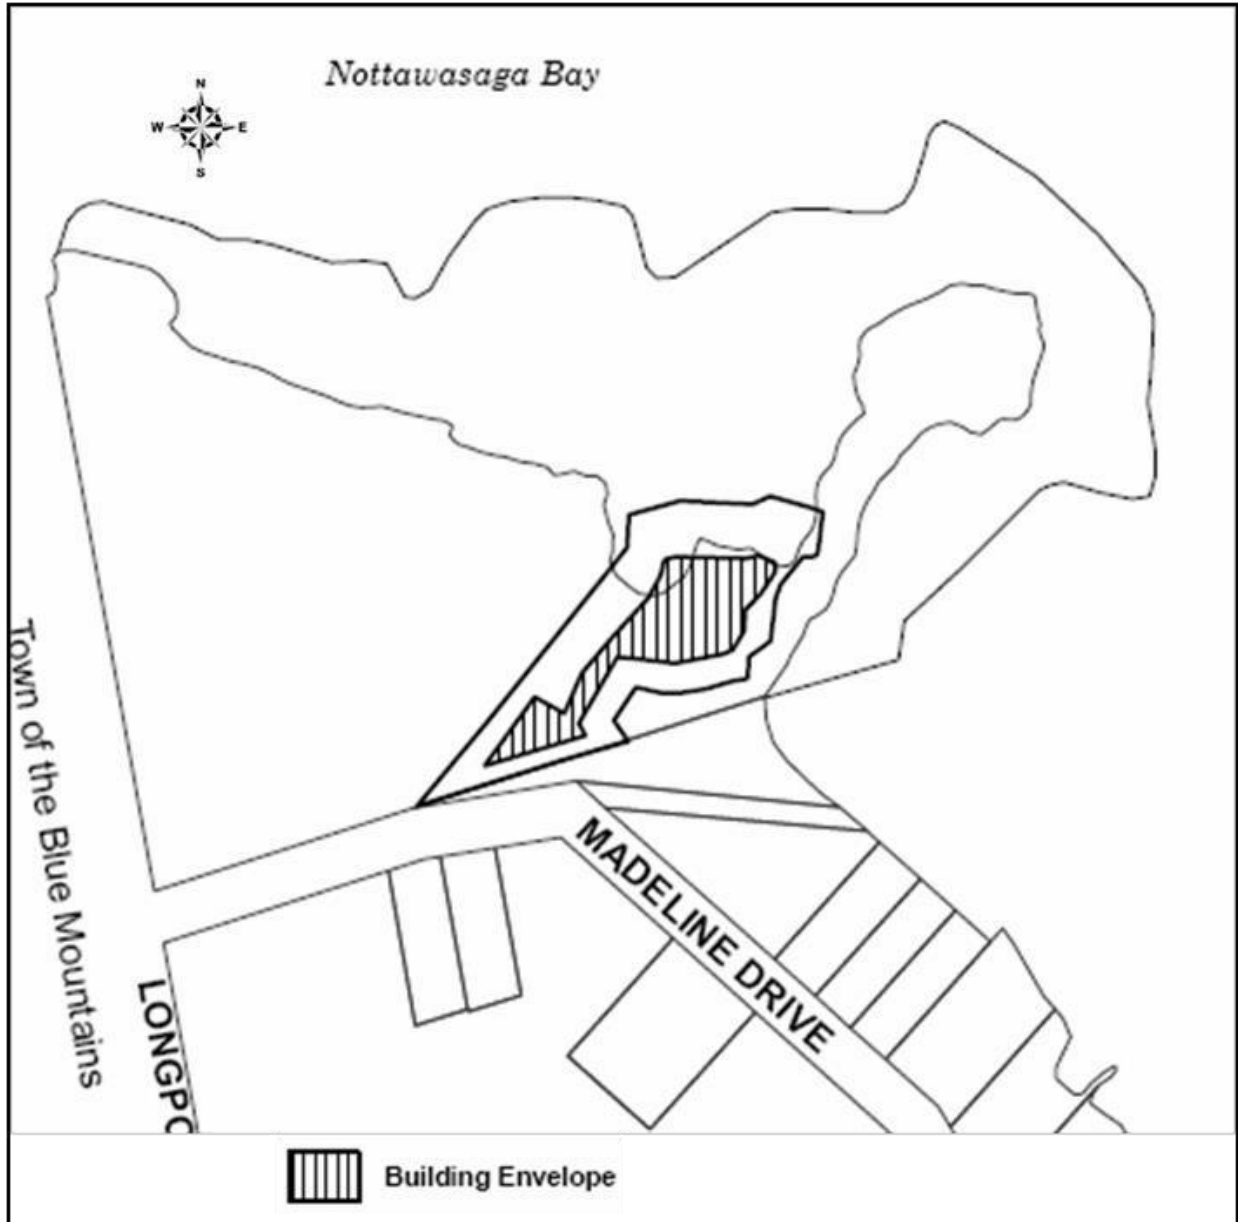 Nottawasaga Bay
N
W E
S
Town of the Blue Mountains
LONGPO
MADELINE DRIVE
Building Envelope